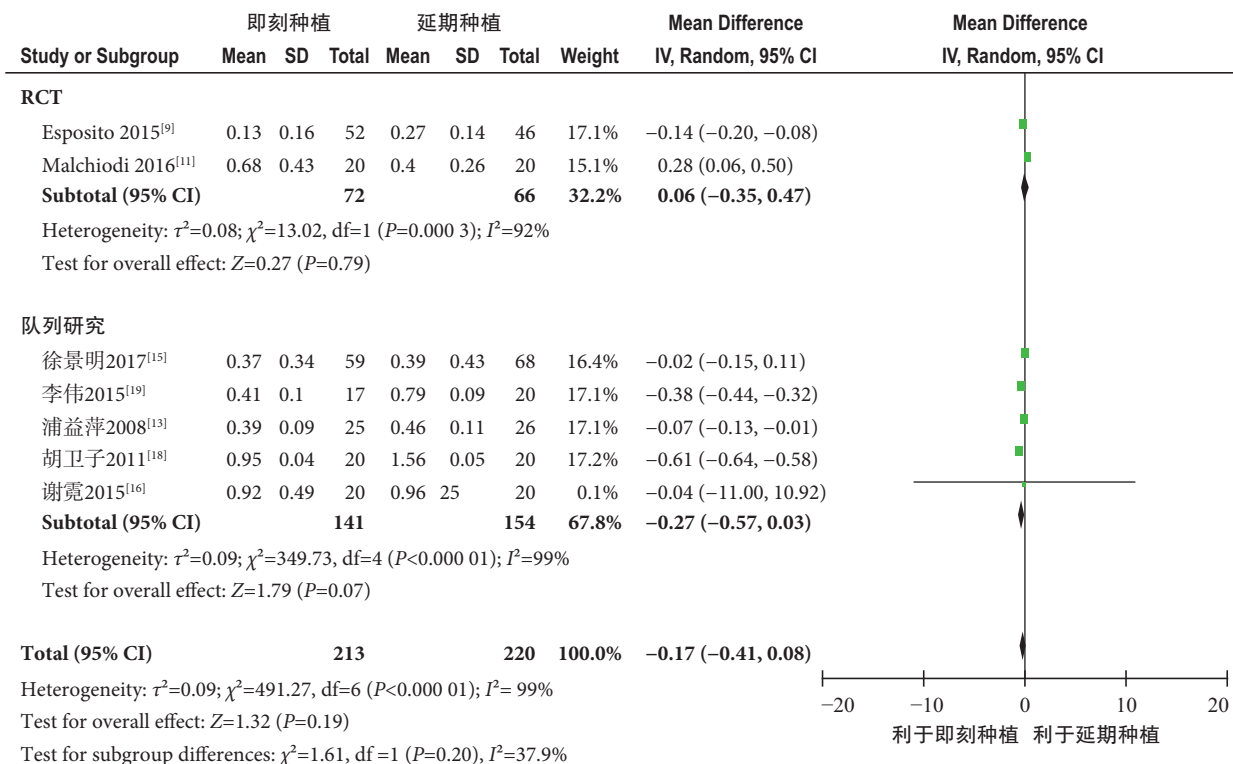 即刻种植 延期种植 Mean Difference Mean Difference
Study or Subgroup Mean SD Total Mean SD Total Weight IV, Random, 95% CI IV, Random, 95% CI
RCT
Esposito 2015[9] 0.13 0.16 52 0.27 0.14 46 17.1% −0.14 (−0.20, −0.08)
Malchiodi 2016[11] 0.68 0.43 20 0.4 0.26 20 15.1% 0.28 (0.06, 0.50)
Subtotal (95% CI) 72 66 32.2% 0.06 (−0.35, 0.47)
Heterogeneity: τ²=0.08; χ²=13.02, df=1 (P=0.000 3); I²=92%
Test for overall effect: Z=0.27 (P=0.79)
队列研究
徐景明2017[15] 0.37 0.34 59 0.39 0.43 68 16.4% −0.02 (−0.15, 0.11)
李伟2015[19] 0.41 0.1 17 0.79 0.09 20 17.1% −0.38 (−0.44, −0.32)
浦益萍2008[13] 0.39 0.09 25 0.46 0.11 26 17.1% −0.07 (−0.13, −0.01)
胡卫子2011[18] 0.95 0.04 20 1.56 0.05 20 17.2% −0.61 (−0.64, −0.58)
谢霓2015[16] 0.92 0.49 20 0.96 25 20 0.1% −0.04 (−11.00, 10.92)
Subtotal (95% CI) 141 154 67.8% −0.27 (−0.57, 0.03)
Heterogeneity: τ²=0.09; χ²=349.73, df=4 (P<0.000 01); I²=99%
Test for overall effect: Z=1.79 (P=0.07)
Total (95% CI) 213 220 100.0% −0.17 (−0.41, 0.08)
Heterogeneity: τ²=0.09; χ²=491.27, df=6 (P<0.000 01); I²= 99%
Test for overall effect: Z=1.32 (P=0.19)
Test for subgroup differences: χ²=1.61, df =1 (P=0.20), I²=37.9%
−20 −10 0 10 20
利于即刻种植 利于延期种植